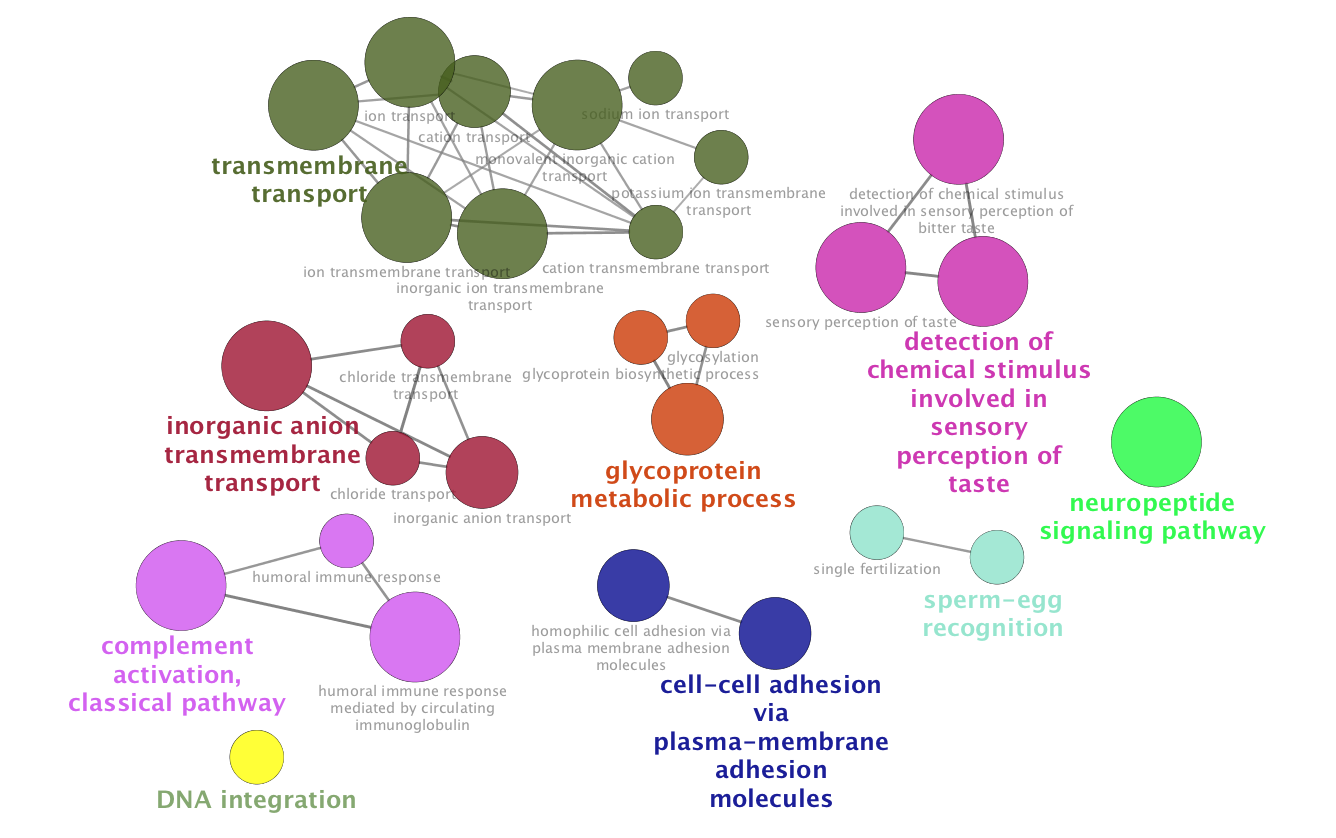 ion transport
sodium ion transport
cation transport
monovalent inorganic cation
transport
transmembrane
transport
potassium ion transmembrane
transport
ion transmembrane transport
cation transmembrane transport
inorganic ion transmembrane
transport
detection of chemical stimulus
involved in sensory perception of
bitter taste
sensory perception of taste
detection of
chemical stimulus
involved in
sensory
perception of
taste
chloride transmembrane
transport
inorganic anion
transmembrane
transport
chloride transport
inorganic anion transport
glycosylation
glycoprotein biosynthetic process
glycoprotein
metabolic process
neuropeptide
signaling pathway
single fertilization
sperm-egg
recognition
humoral immune response
complement
activation,
classical pathway
humoral immune response
mediated by circulating
immunoglobulin
homophilic cell adhesion via
plasma membrane adhesion
molecules
cell-cell adhesion
via
plasma-membrane
adhesion
molecules
DNA integration